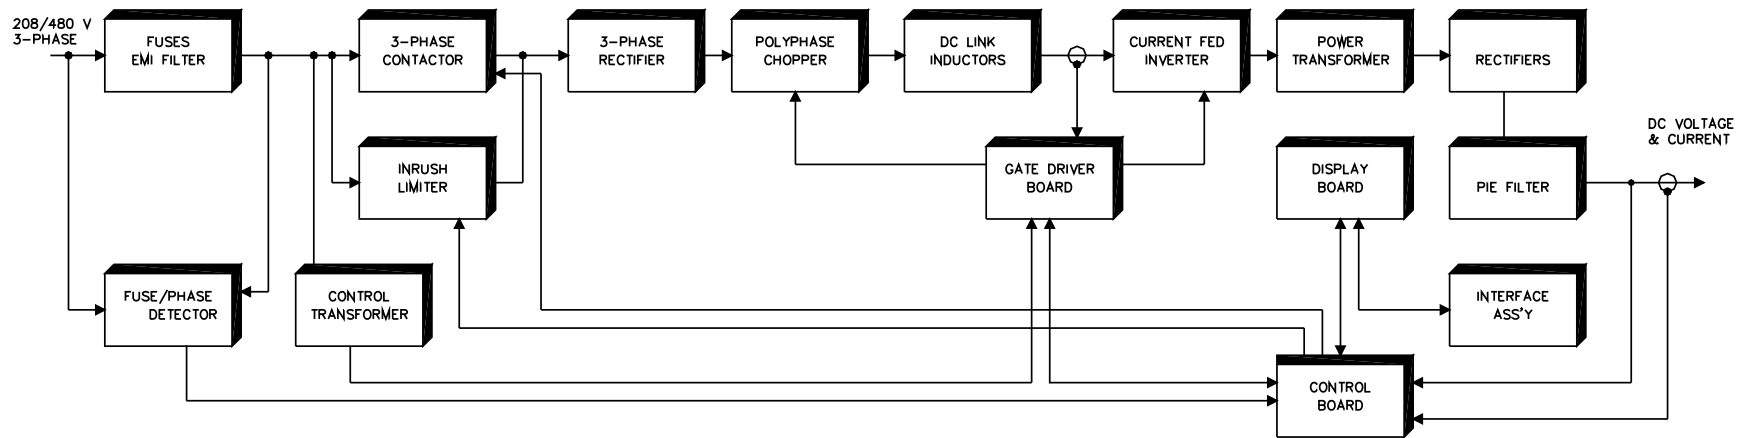 208/480 V
3-PHASE
FUSES
EMI FILTER
3-PHASE
CONTACTOR
3-PHASE
RECTIFIER
POLYPHASE
CHOPPER
DC LINK
INDUCTORS
CURRENT FED
INVERTER
POWER
TRANSFORMER
RECTIFIERS
DC VOLTAGE
& CURRENT
INRUSH
LIMITER
GATE DRIVER
BOARD
DISPLAY
BOARD
PIE FILTER
FUSE/PHASE
DETECTOR
CONTROL
TRANSFORMER
INTERFACE
ASS'Y
CONTROL
BOARD